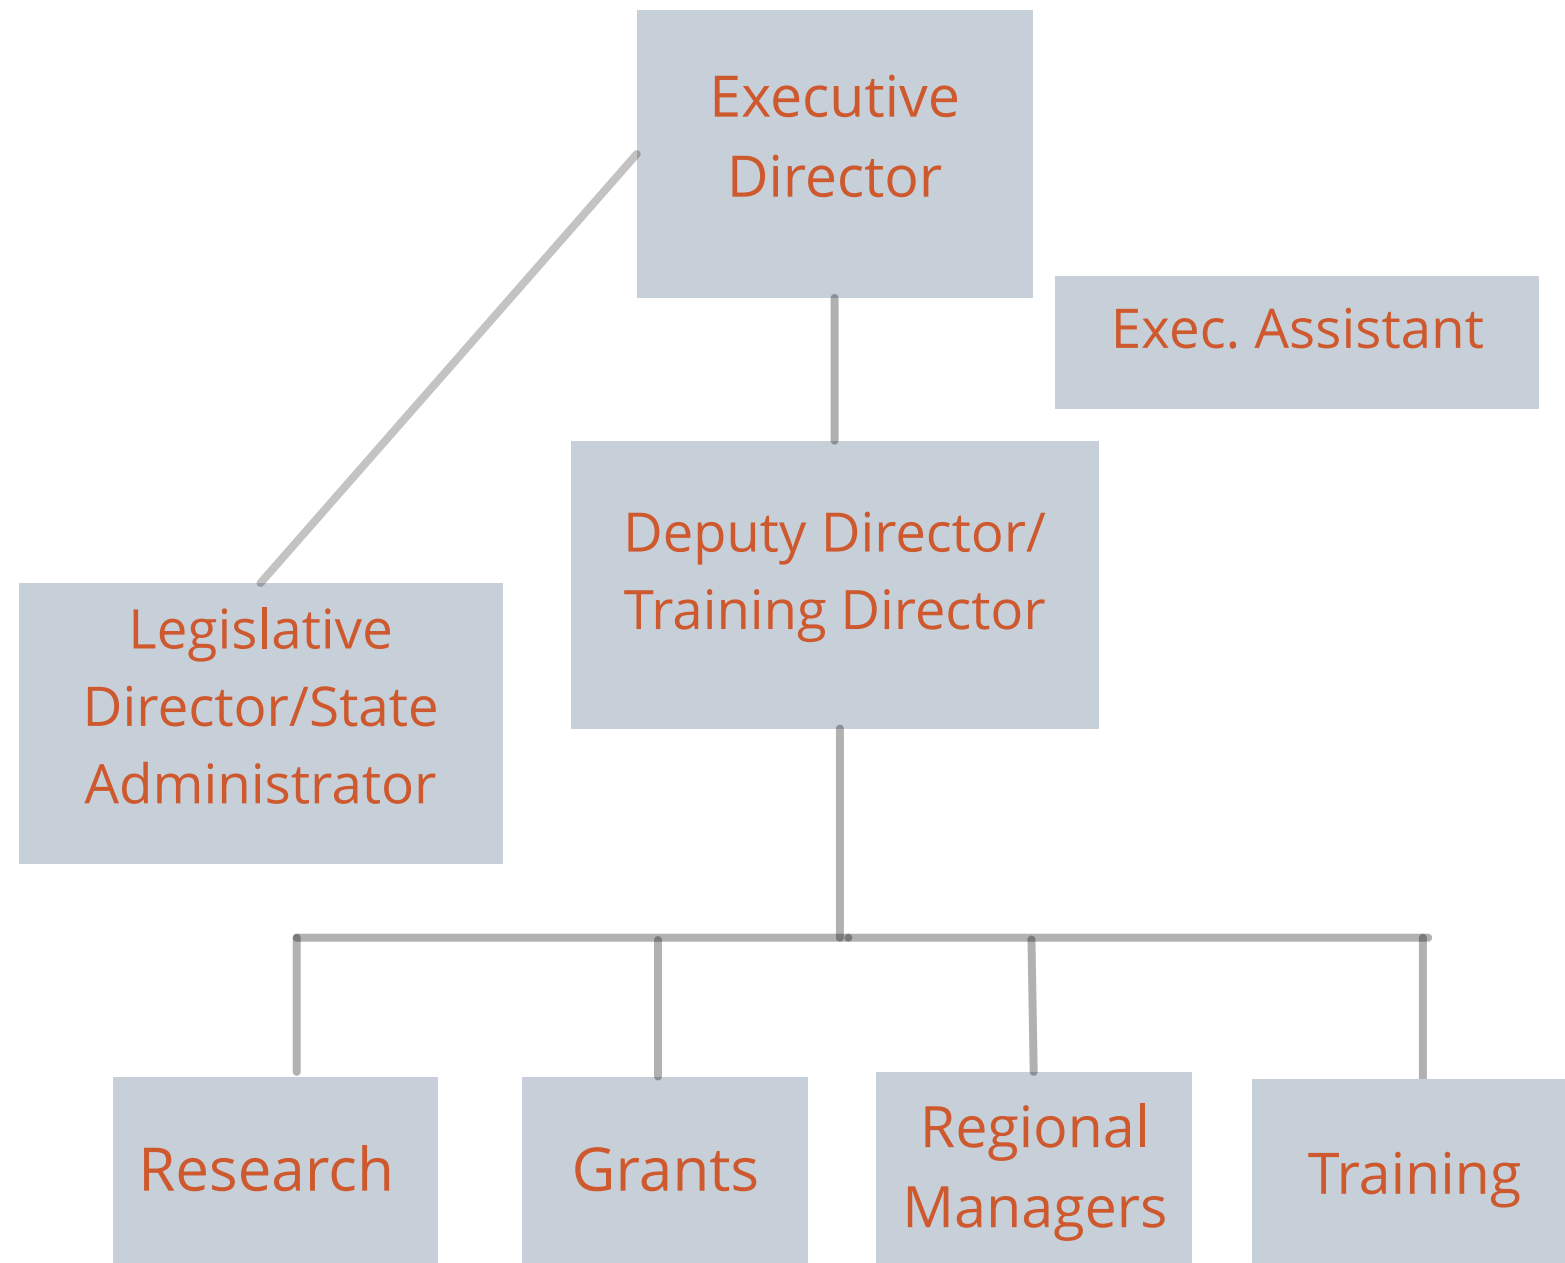 Executive
Director
Exec. Assistant
Deputy Director/
Training Director
Legislative
Director/State
Administrator
Research
Grants
Regional
Managers
Training